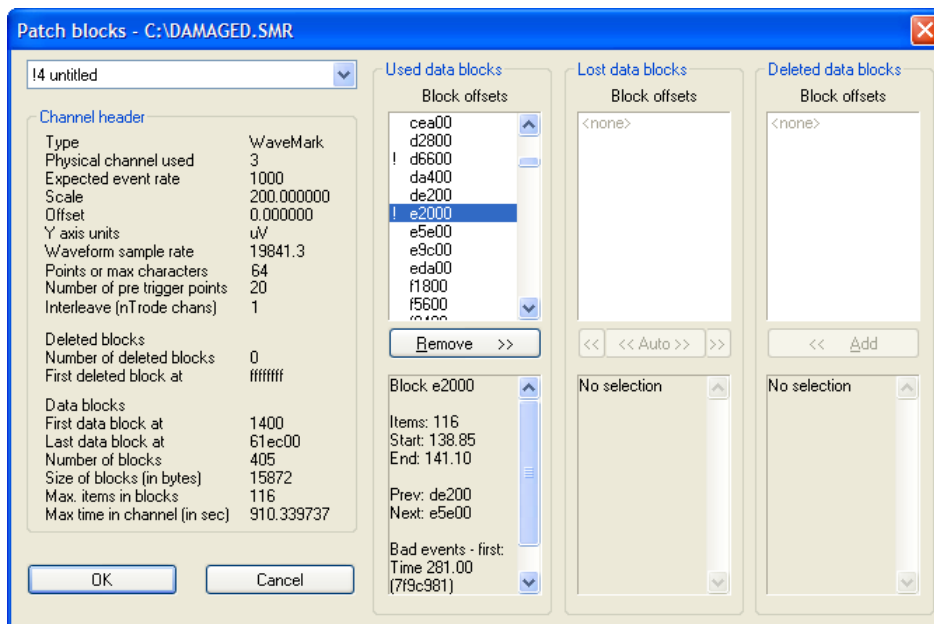 Patch blocks - C:\DAMAGED.SMR
!4 untitled
Channel header
Type WaveMark
Physical channel used 3
Expected event rate 1000
Scale 200.000000
Offset 0.000000
Y axis units uV
Waveform sample rate 19841.3
Points or max characters 64
Number of pre trigger points 20
Interleave (nTrode chans) 1
Deleted blocks
Number of deleted blocks 0
First deleted block at ffffffff
Data blocks
First data block at 1400
Last data block at 61ec00
Number of blocks 405
Size of blocks (in bytes) 15872
Max. items in blocks 116
Max time in channel (in sec) 910.339737
OK
Cancel
Used data blocks
Block offsets
cea00
d2800
! d6600
da400
de200
! e2000
e5e00
e9c00
eda00
f1800
f5600
Remove >>
Block e2000
Items: 116
Start: 138.85
End: 141.10
Prev: de200
Next: e5e00
Bad events - first:
Time 281.00
(7f9c981)
Lost data blocks
Block offsets
<none>
<< << Auto >> >>
No selection
Deleted data blocks
Block offsets
<none>
<< Add
No selection